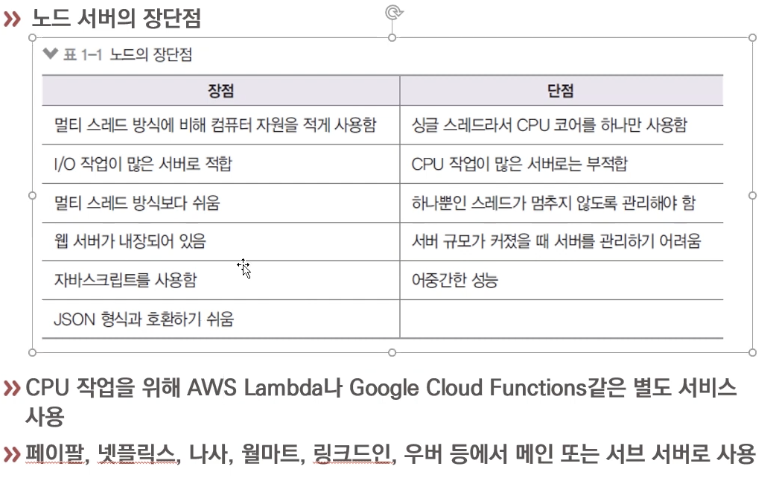 노드 서버의 장단점
표 1-1 노드의 장단점
장점 단점
멀티 스레드 방식에 비해 컴퓨터 자원을 적게 사용함 싱글 스레드라서 CPU 코어를 하나만 사용함
I/O 작업이 많은 서버로 적합 CPU 작업이 많은 서버로는 부적합
멀티 스레드 방식보다 쉬움 하나뿐인 스레드가 멈추지 않도록 관리해야 함
웹 서버가 내장되어 있음 서버 규모가 커졌을 때 서버를 관리하기 어려움
자바스크립트를 사용함 어중간한 성능
JSON 형식과 호환하기 쉬움
CPU 작업을 위해 AWS Lambda나 Google Cloud Functions같은 별도 서비스
사용
페이팔, 넷플릭스, 나사, 월마트, 링크드인, 우버 등에서 메인 또는 서브 서버로 사용